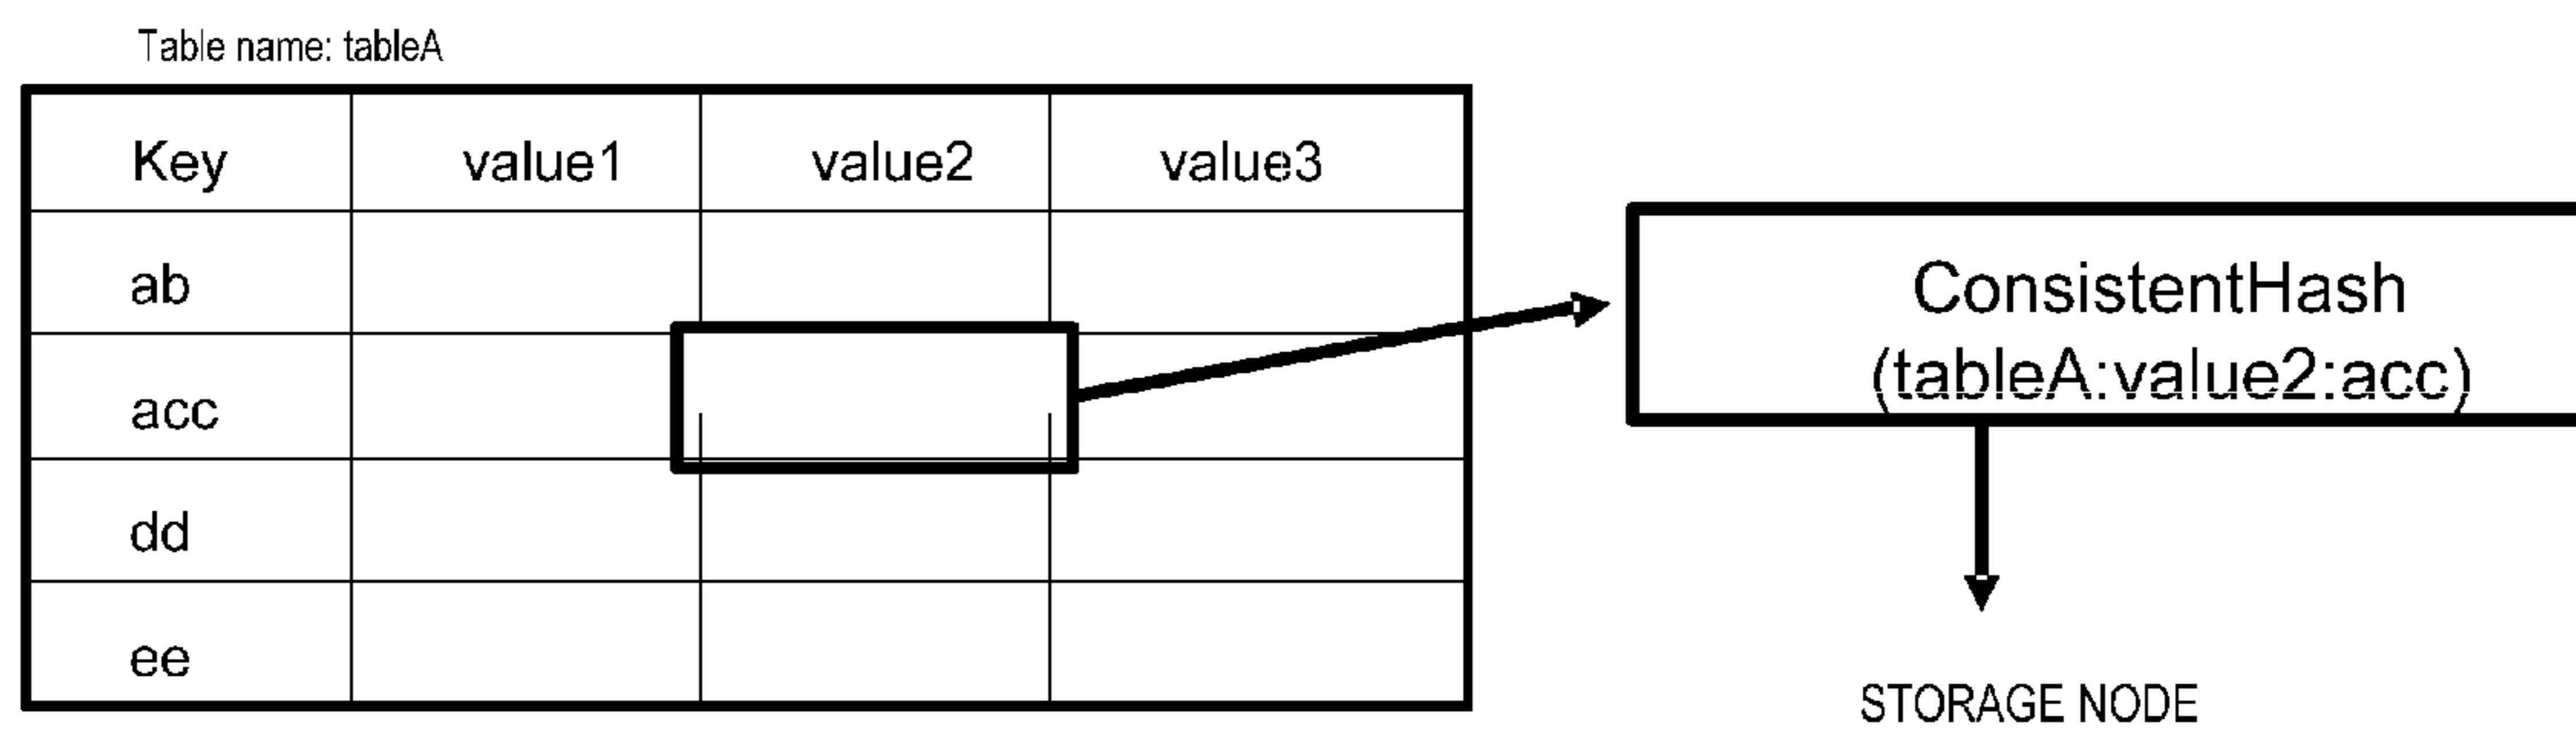 Table name: tableA
Key value1 value2 value3
ab
acc
dd
ee
ConsistentHash
(tableA:value2:acc)
STORAGE NODE